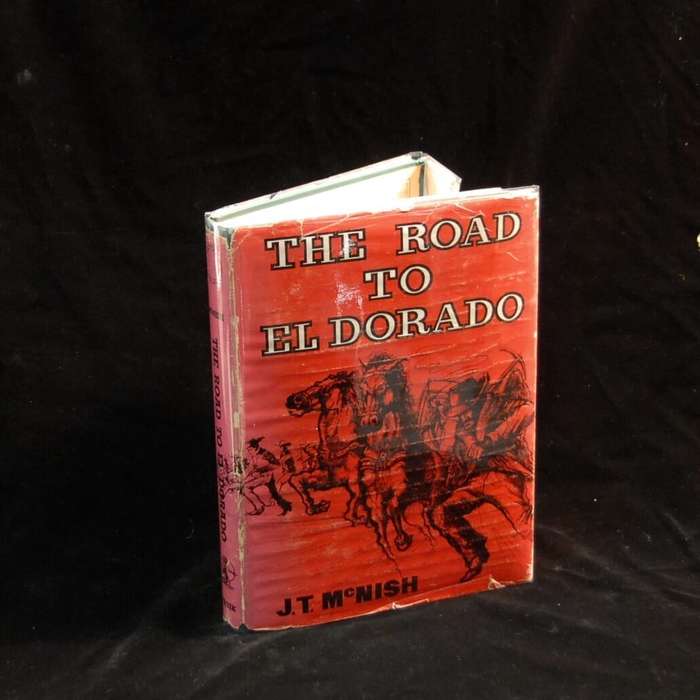 THE ROAD
TO
EL DORADO
J.T. McNISH
THE ROAD TO EL DORADO